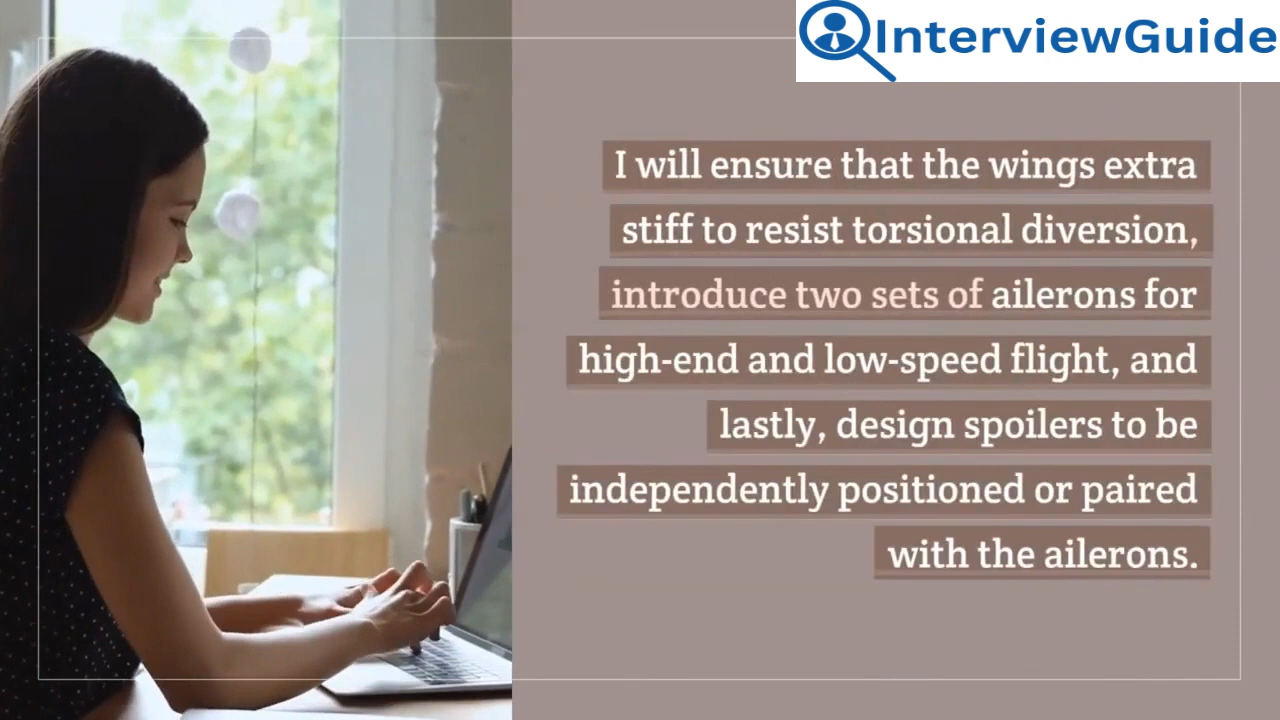 InterviewGuide
I will ensure that the wings extra
stiff to resist torsional diversion,
introduce two sets of ailerons for
high-end and low-speed flight, and
lastly, design spoilers to be
independently positioned or paired
with the ailerons.